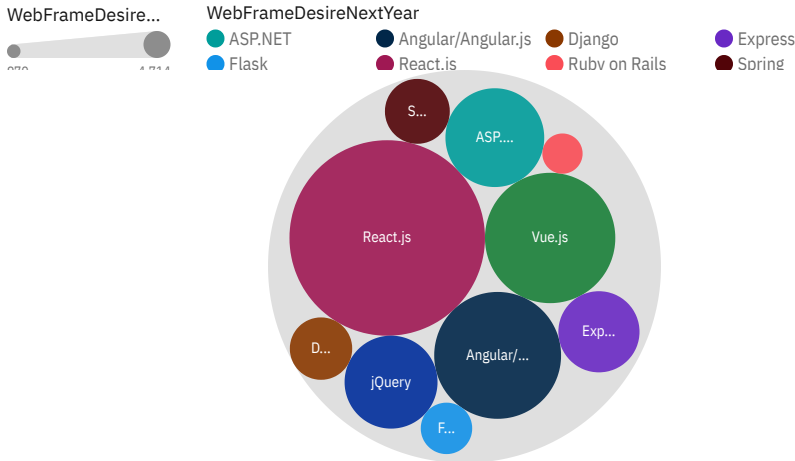 WebFrameDesire...
WebFrameDesireNextYear
ASP.NET Angular/Angular.js Django Express
Flask React.js Ruby on Rails Spring
S...
ASP....
React.js
Vue.js
Exp...
D...
Angular/...
jQuery
F...